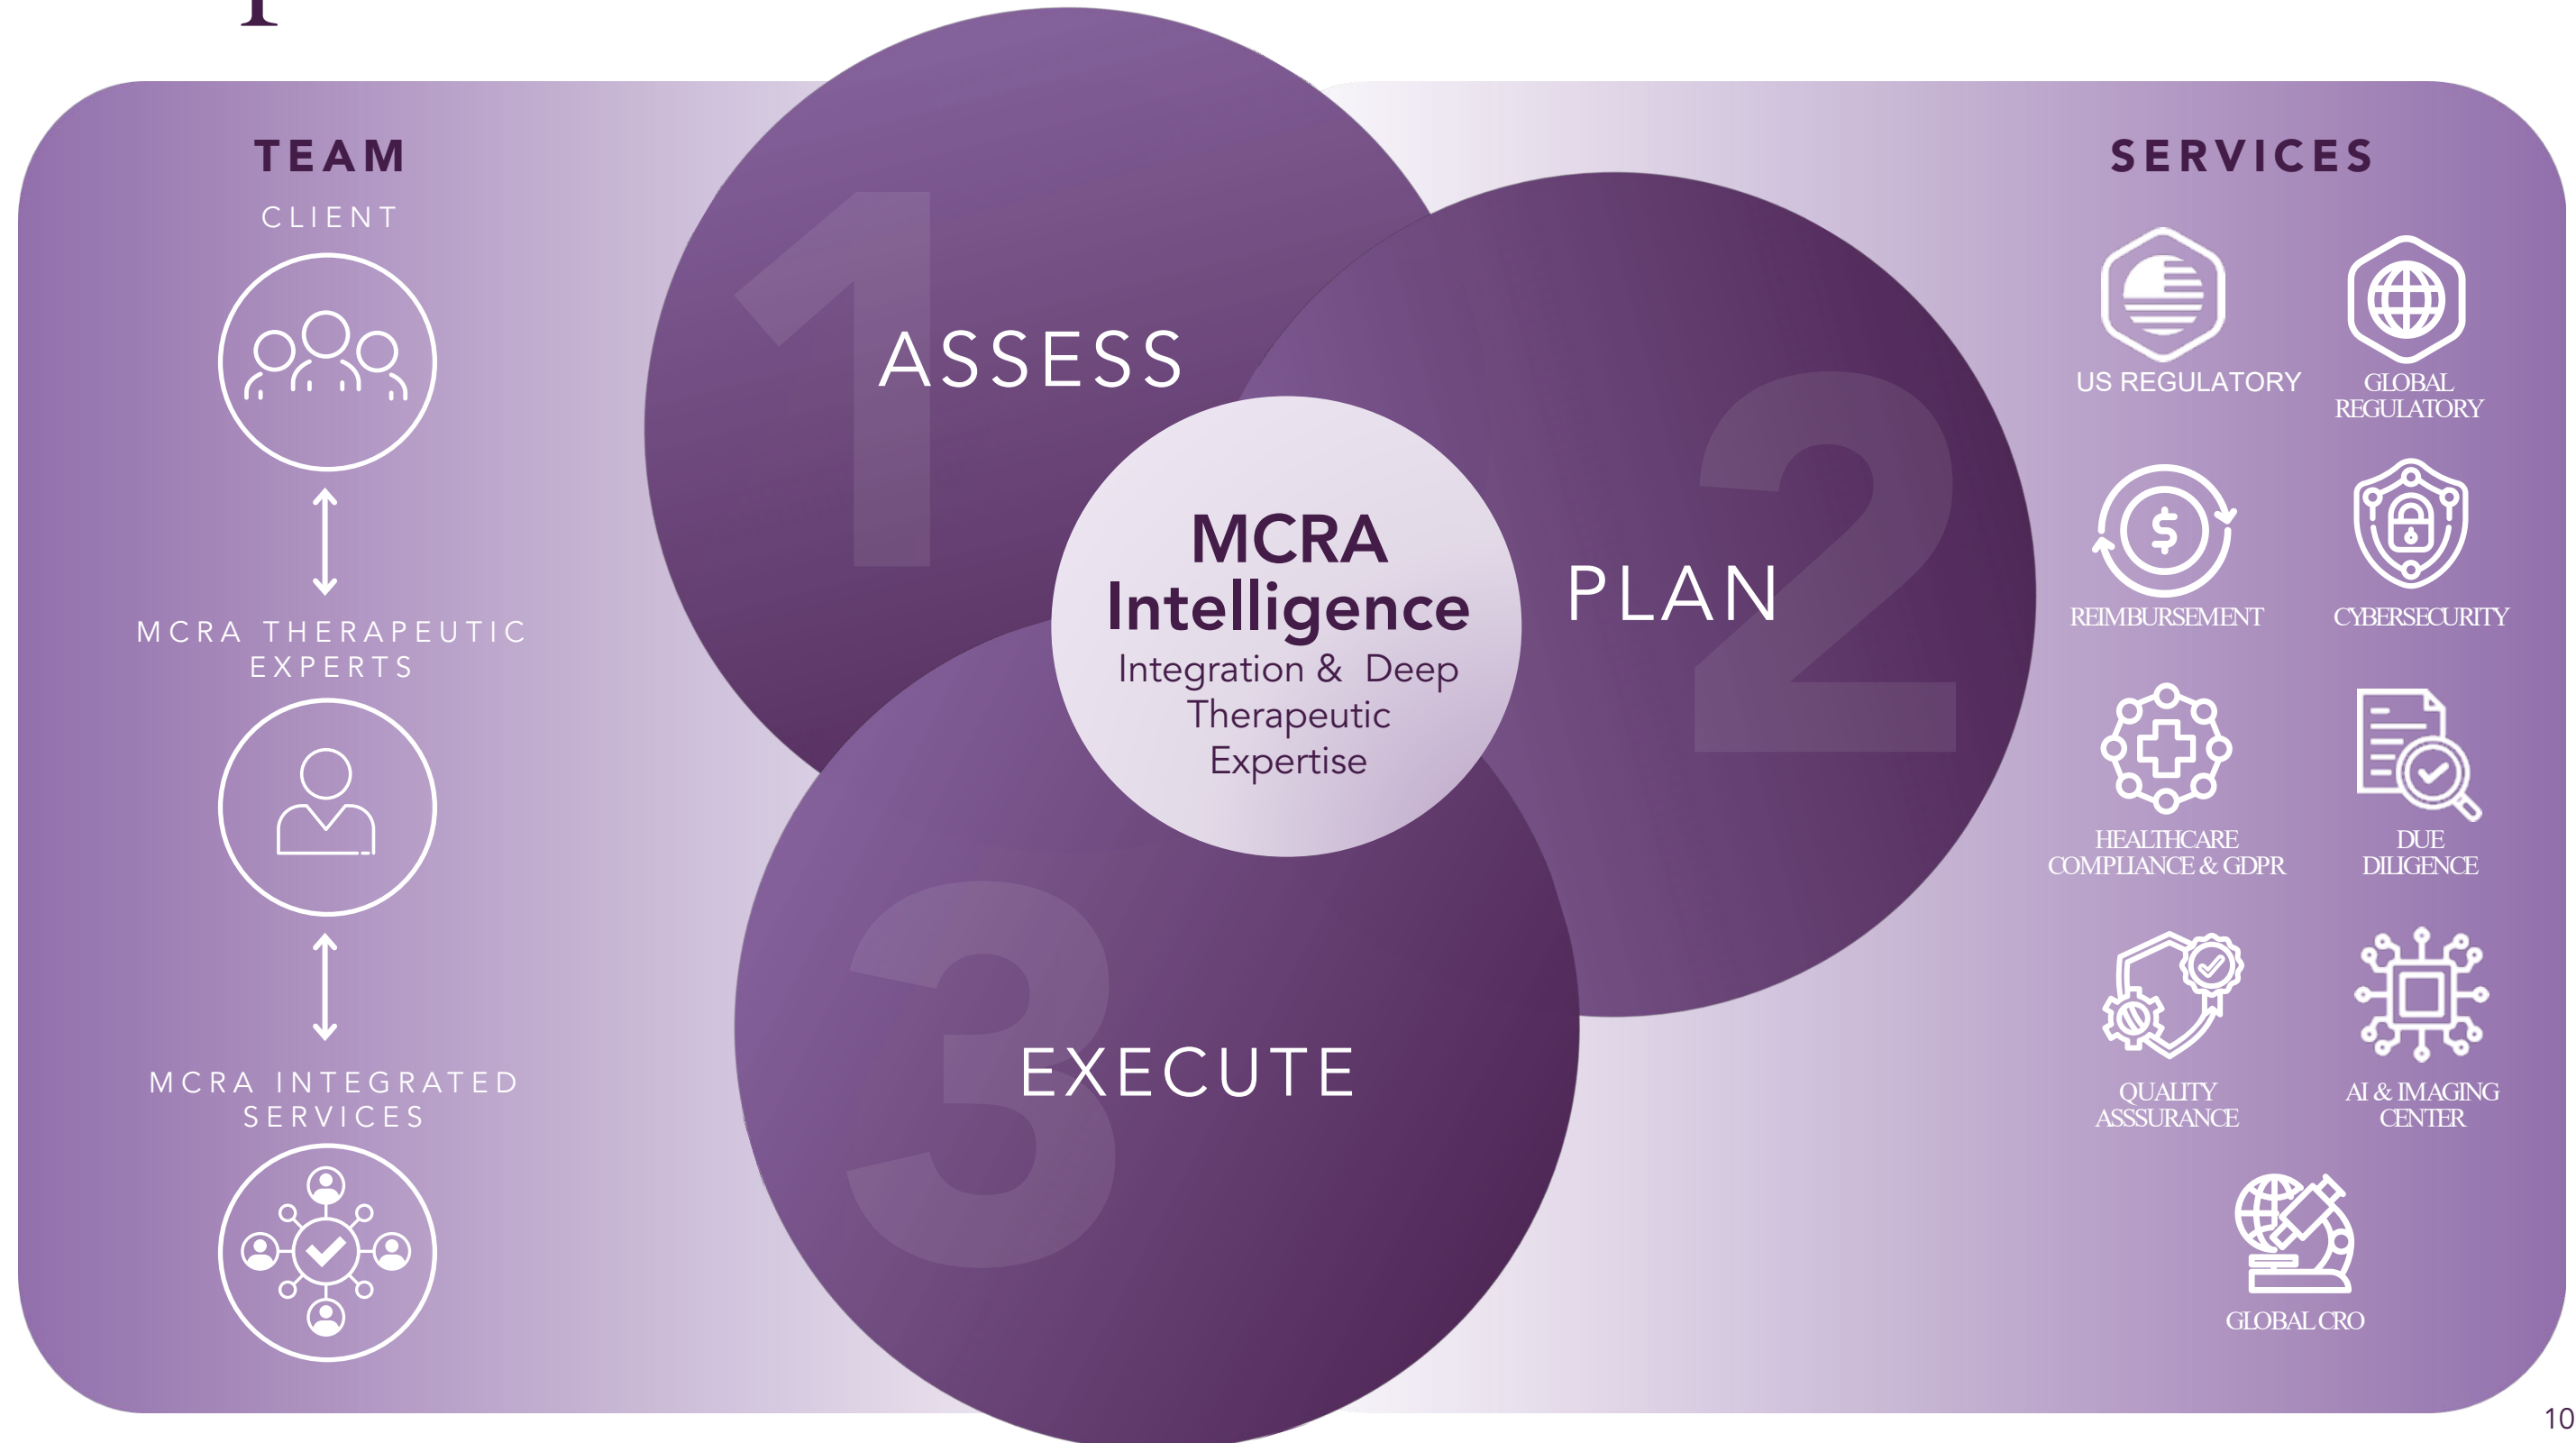 TEAM
CLIENT
MCRA THERAPEUTIC
EXPERTS
MCRA INTEGRATED
SERVICES
1
ASSESS
2
PLAN
3
EXECUTE
MCRA
Intelligence
Integration & Deep
Therapeutic
Expertise
SERVICES
US REGULATORY
GLOBAL
REGULATORY
REIMBURSEMENT
CYBERSECURITY
HEALTHCARE
COMPLIANCE & GDPR
DUE
DILIGENCE
QUALITY
ASSSURANCE
AI & IMAGING
CENTER
GLOBAL CRO
10